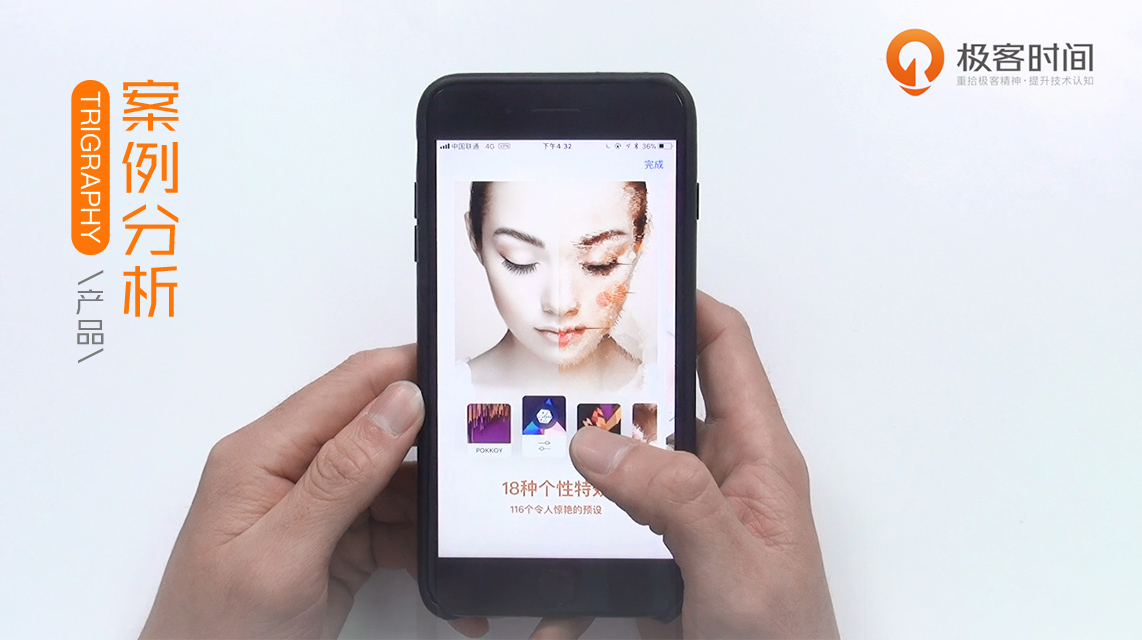 案例分析
TRIGRAPHY
\产品\
极客时间
重拾极客精神·提升技术认知
中国联通 4G VPN 下午4:32 36%
完成
POKKOY
18种个性特
116个令人惊艳的预设